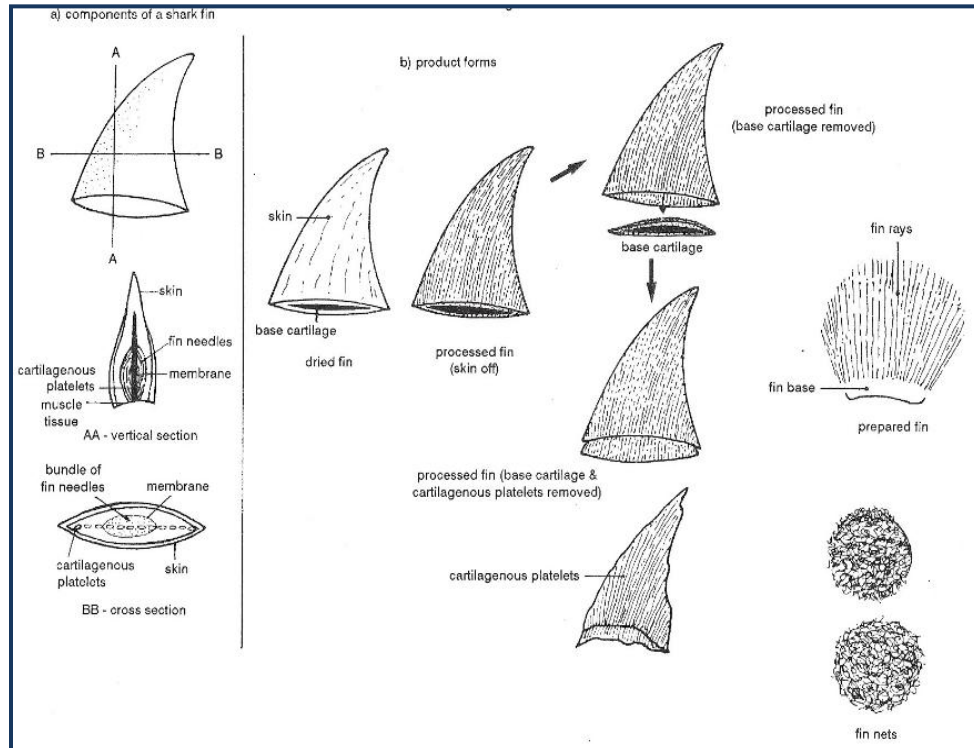 a) components of a shark fin
A
B
B
A
skin
fin needles
cartilagenous
platelets
membrane
muscle
tissue
AA - vertical section
bundle of
fin needles
membrane
cartilagenous
platelets
skin
BB - cross section
b) product forms
skin
base cartilage
dried fin
processed fin
(skin off)
processed fin
(base cartilage removed)
base cartilage
processed fin (base cartilage &
cartilagenous platelets removed)
cartilagenous platelets
fin rays
fin base
prepared fin
fin nets